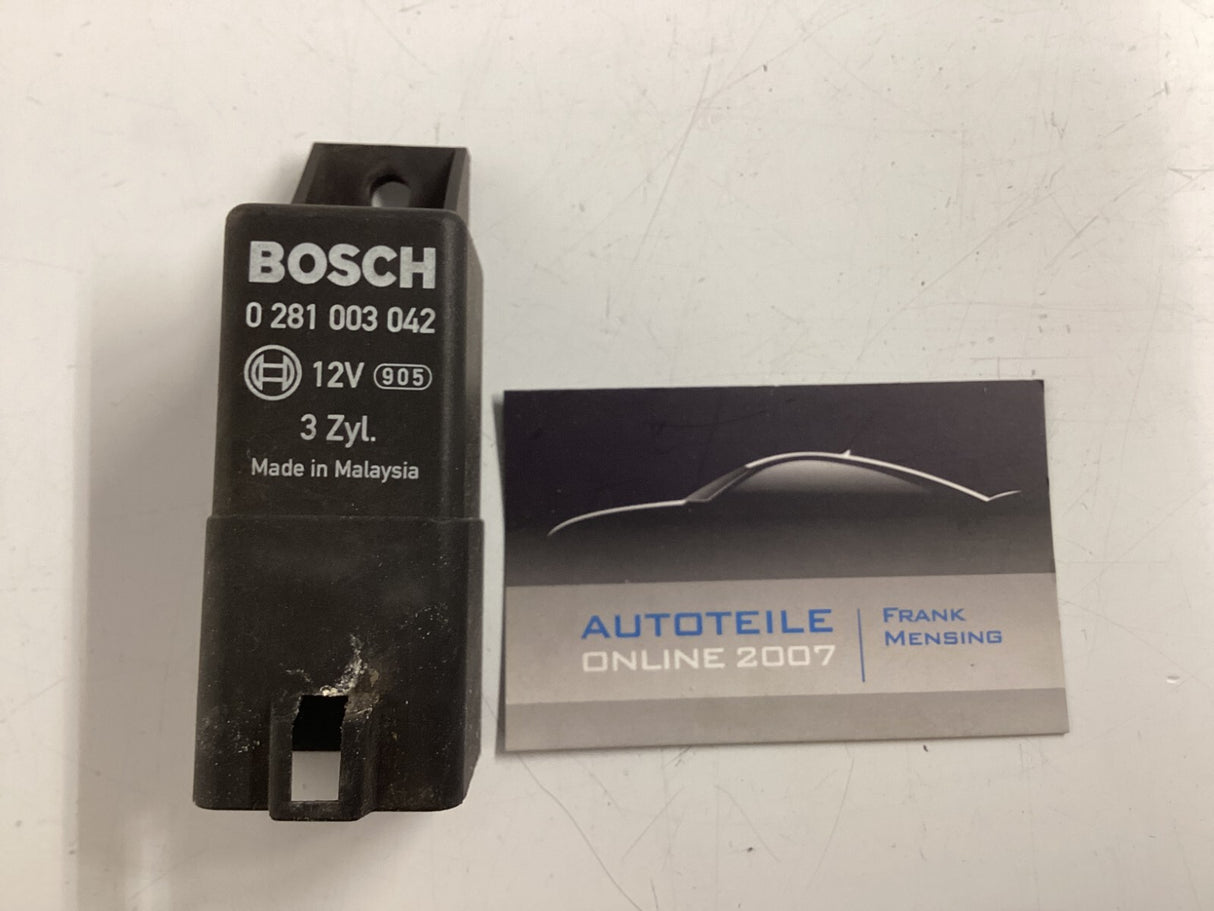 BOSCH
0 281 003 042
12V 905
3 Zyl.
Made in Malaysia
AUTOTEILE
ONLINE 2007
FRANK
MENSING